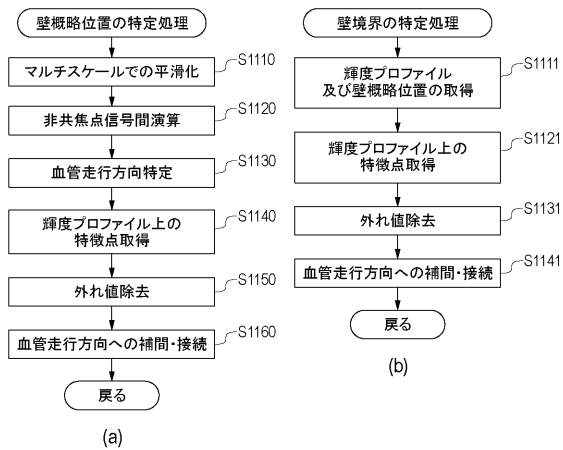 壁概略位置の特定処理
マルチスケールでの平滑化
S1110
非共焦点信号間演算
S1120
血管走行方向特定
S1130
輝度プロファイル上の
特徴点取得
S1140
外れ値除去
S1150
血管走行方向への補間・接続
S1160
戻る
(a)
壁境界の特定処理
輝度プロファイル
及び壁概略位置の取得
S1111
輝度プロファイル上の
特徴点取得
S1121
外れ値除去
S1131
血管走行方向への補間・接続
S1141
戻る
(b)